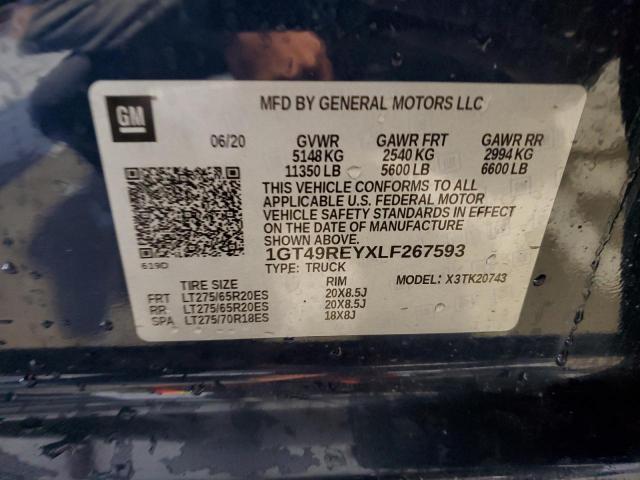 GM
MFD BY GENERAL MOTORS LLC
06/20 GVWR GAWR FRT GAWR RR
5148 KG 2540 KG 2994 KG
11350 LB 5600 LB 6600 LB
THIS VEHICLE CONFORMS TO ALL
APPLICABLE U.S. FEDERAL MOTOR
VEHICLE SAFETY STANDARDS IN EFFECT
ON THE DATE OF MANUFACTURE
SHOWN ABOVE.
619D 1GT49REYXLF267593
TYPE: TRUCK
TIRE SIZE RIM MODEL: X3TK20743
FRT LT275/65R20ES 20X8.5J
RR LT275/65R20ES 20X8.5J
SPA LT275/70R18ES 18X8J